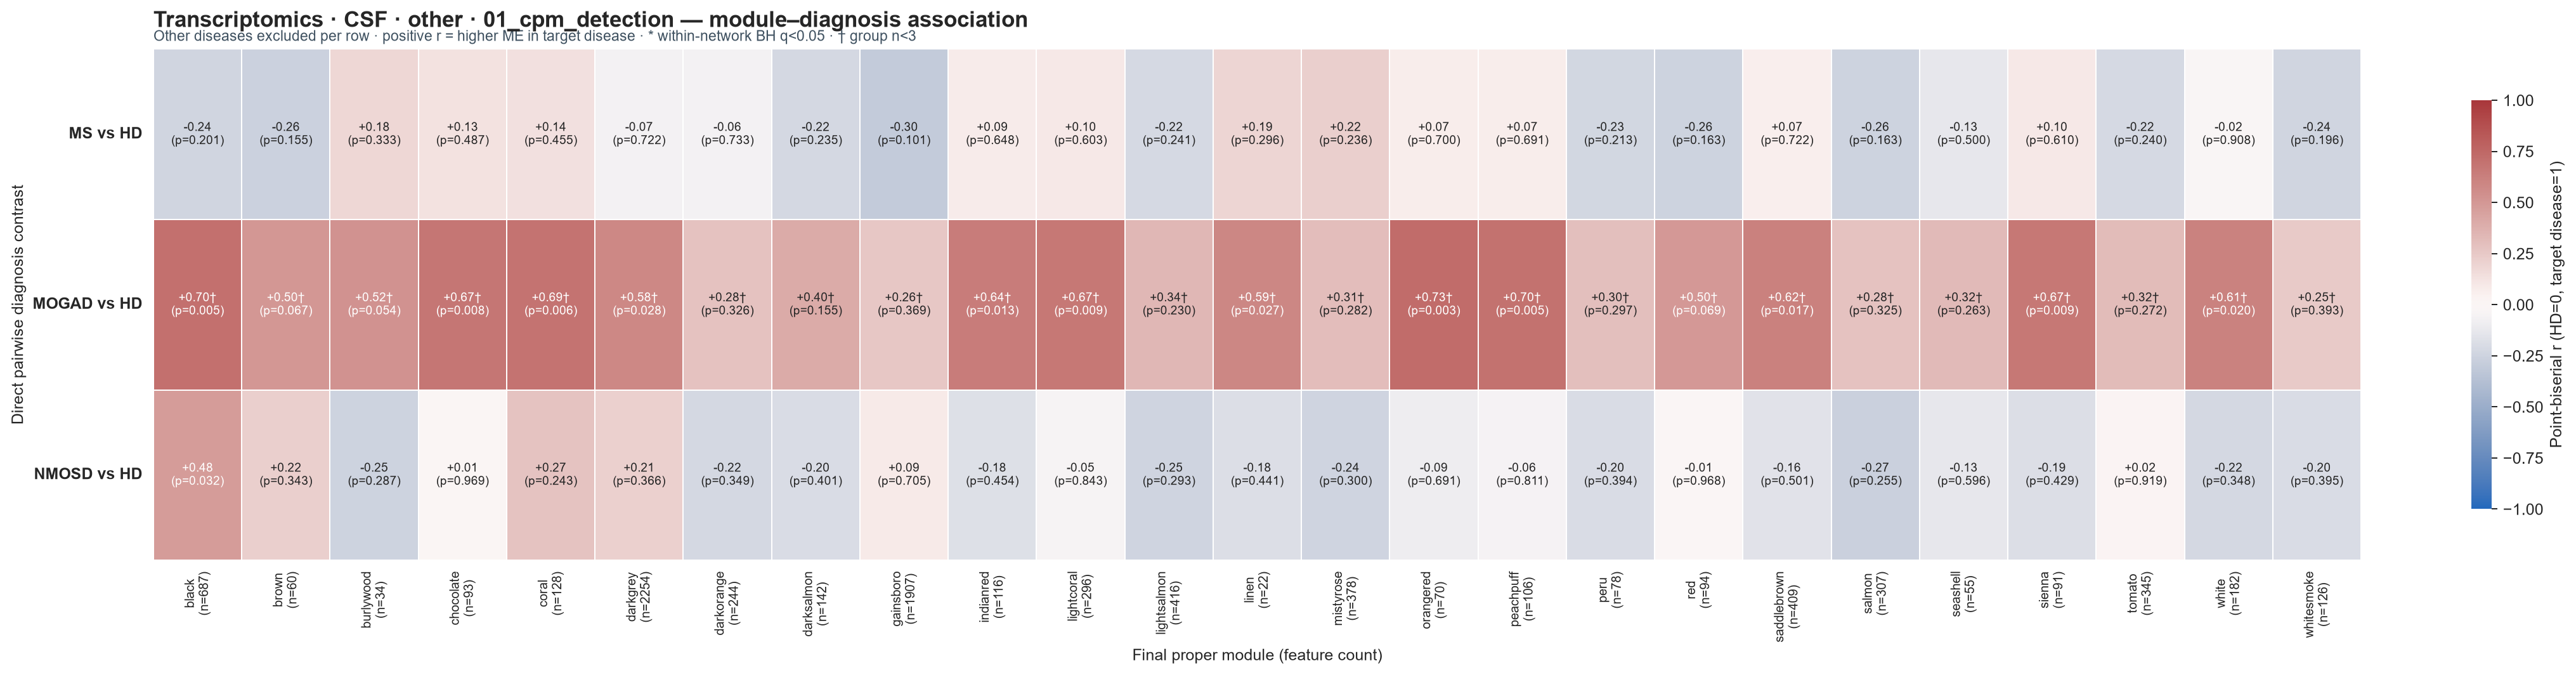 Transcriptomics · CSF · other · 01_cpm_detection — module–diagnosis association
Other diseases excluded per row · positive r = higher ME in target disease · * within-network BH q<0.05 · † group n<3
Direct pairwise diagnosis contrast
MS vs HD
-0.24 -0.26 +0.18 +0.13 +0.14 -0.07 -0.06 -0.22 -0.30 +0.09 +0.10 -0.22 +0.19 +0.22 +0.07 +0.07 -0.23 -0.26 +0.07 -0.26 -0.13 +0.10 -0.22 -0.02 -0.24
(p=0.201) (p=0.155) (p=0.333) (p=0.487) (p=0.455) (p=0.722) (p=0.733) (p=0.235) (p=0.101) (p=0.648) (p=0.603) (p=0.241) (p=0.296) (p=0.236) (p=0.700) (p=0.691) (p=0.213) (p=0.163) (p=0.722) (p=0.163) (p=0.500) (p=0.610) (p=0.240) (p=0.908) (p=0.196)
MOGAD vs HD
+0.70† +0.50† +0.52† +0.67† +0.69† +0.58† +0.28† +0.40† +0.26† +0.64† +0.67† +0.34† +0.59† +0.31† +0.73† +0.70† +0.30† +0.50† +0.62† +0.28† +0.32† +0.67† +0.32† +0.61† +0.25†
(p=0.005) (p=0.067) (p=0.054) (p=0.008) (p=0.006) (p=0.028) (p=0.326) (p=0.155) (p=0.369) (p=0.013) (p=0.009) (p=0.230) (p=0.027) (p=0.282) (p=0.003) (p=0.005) (p=0.297) (p=0.069) (p=0.017) (p=0.325) (p=0.263) (p=0.009) (p=0.272) (p=0.020) (p=0.393)
NMOSD vs HD
+0.48 +0.22 -0.25 +0.01 +0.27 +0.21 -0.22 -0.20 +0.09 -0.18 -0.05 -0.25 -0.18 -0.24 -0.09 -0.06 -0.20 -0.01 -0.16 -0.27 -0.13 -0.19 +0.02 -0.22 -0.20
(p=0.032) (p=0.343) (p=0.287) (p=0.969) (p=0.243) (p=0.366) (p=0.349) (p=0.401) (p=0.705) (p=0.454) (p=0.843) (p=0.293) (p=0.441) (p=0.300) (p=0.691) (p=0.811) (p=0.394) (p=0.968) (p=0.501) (p=0.255) (p=0.596) (p=0.429) (p=0.919) (p=0.348) (p=0.395)
black
(n=687)
brown
(n=60)
burlywood
(n=34)
chocolate
(n=93)
coral
(n=128)
darkgrey
(n=2254)
darkorange
(n=244)
darksalmon
(n=142)
gainsboro
(n=1907)
indianred
(n=116)
lightcoral
(n=296)
lightsalmon
(n=416)
linen
(n=22)
mistyrose
(n=378)
orangered
(n=70)
peachpuff
(n=106)
peru
(n=78)
red
(n=94)
saddlebrown
(n=409)
salmon
(n=307)
seashell
(n=55)
sienna
(n=91)
tomato
(n=345)
white
(n=182)
whitesmoke
(n=126)
Final proper module (feature count)
1.00
0.75
0.50
0.25
0.00
−0.25
−0.50
−0.75
−1.00
Point-biserial r (HD=0, target disease=1)